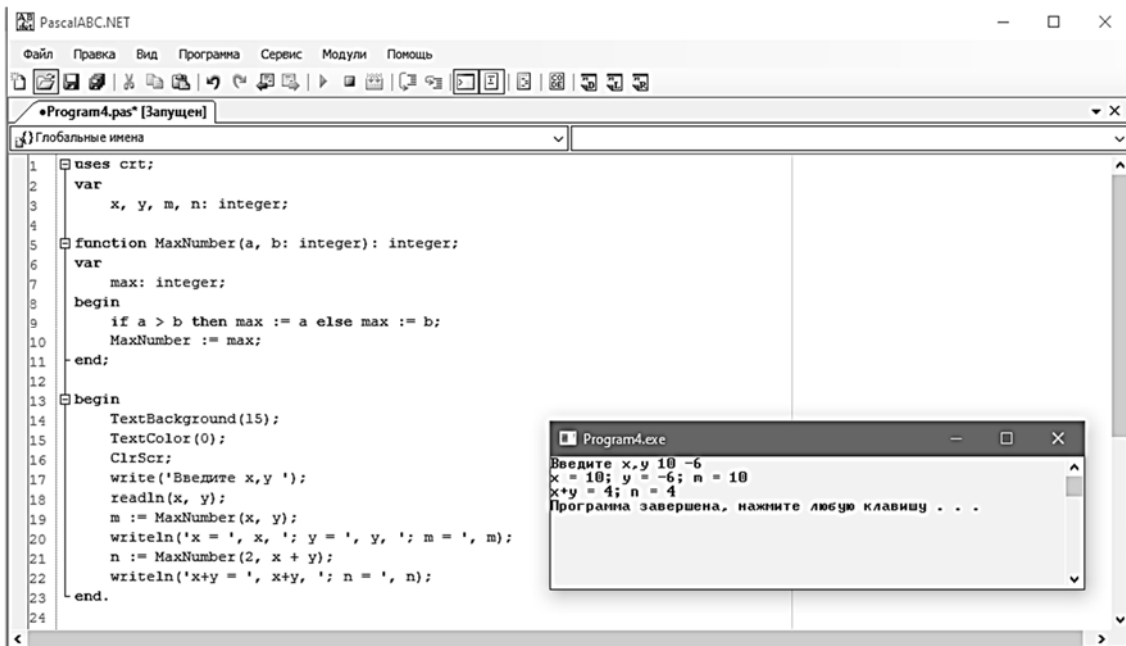 PascalABC.NET
Файл Правка Вид Программа Сервис Модули Помощь
•Program4.pas* [Запущен]
Глобальные имена
1 uses crt;
2 var
3 x, y, m, n: integer;
4
5 function MaxNumber(a, b: integer): integer;
6 var
7 max: integer;
8 begin
9 if a > b then max := a else max := b;
10 MaxNumber := max;
11 end;
12
13 begin
14 TextBackground(15);
15 TextColor(0);
16 ClrScr;
17 write('Введите x,y ');
18 readln(x, y);
19 m := MaxNumber(x, y);
20 writeln('x = ', x, '; y = ', y, '; m = ', m);
21 n := MaxNumber(2, x + y);
22 writeln('x+y = ', x+y, '; n = ', n);
23 end.
24
Program4.exe
Введите x,y 10 -6
x = 10; y = -6; m = 10
x+y = 4; n = 4
Программа завершена, нажмите любую клавишу . . .